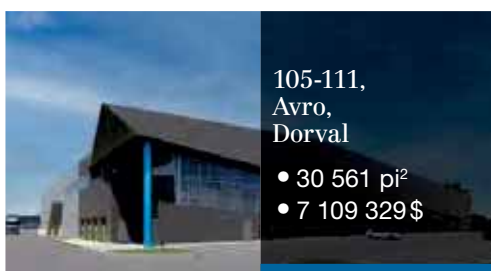 105-111,
Avro,
Dorval
• 30 561 pi²
• 7 109 329 $